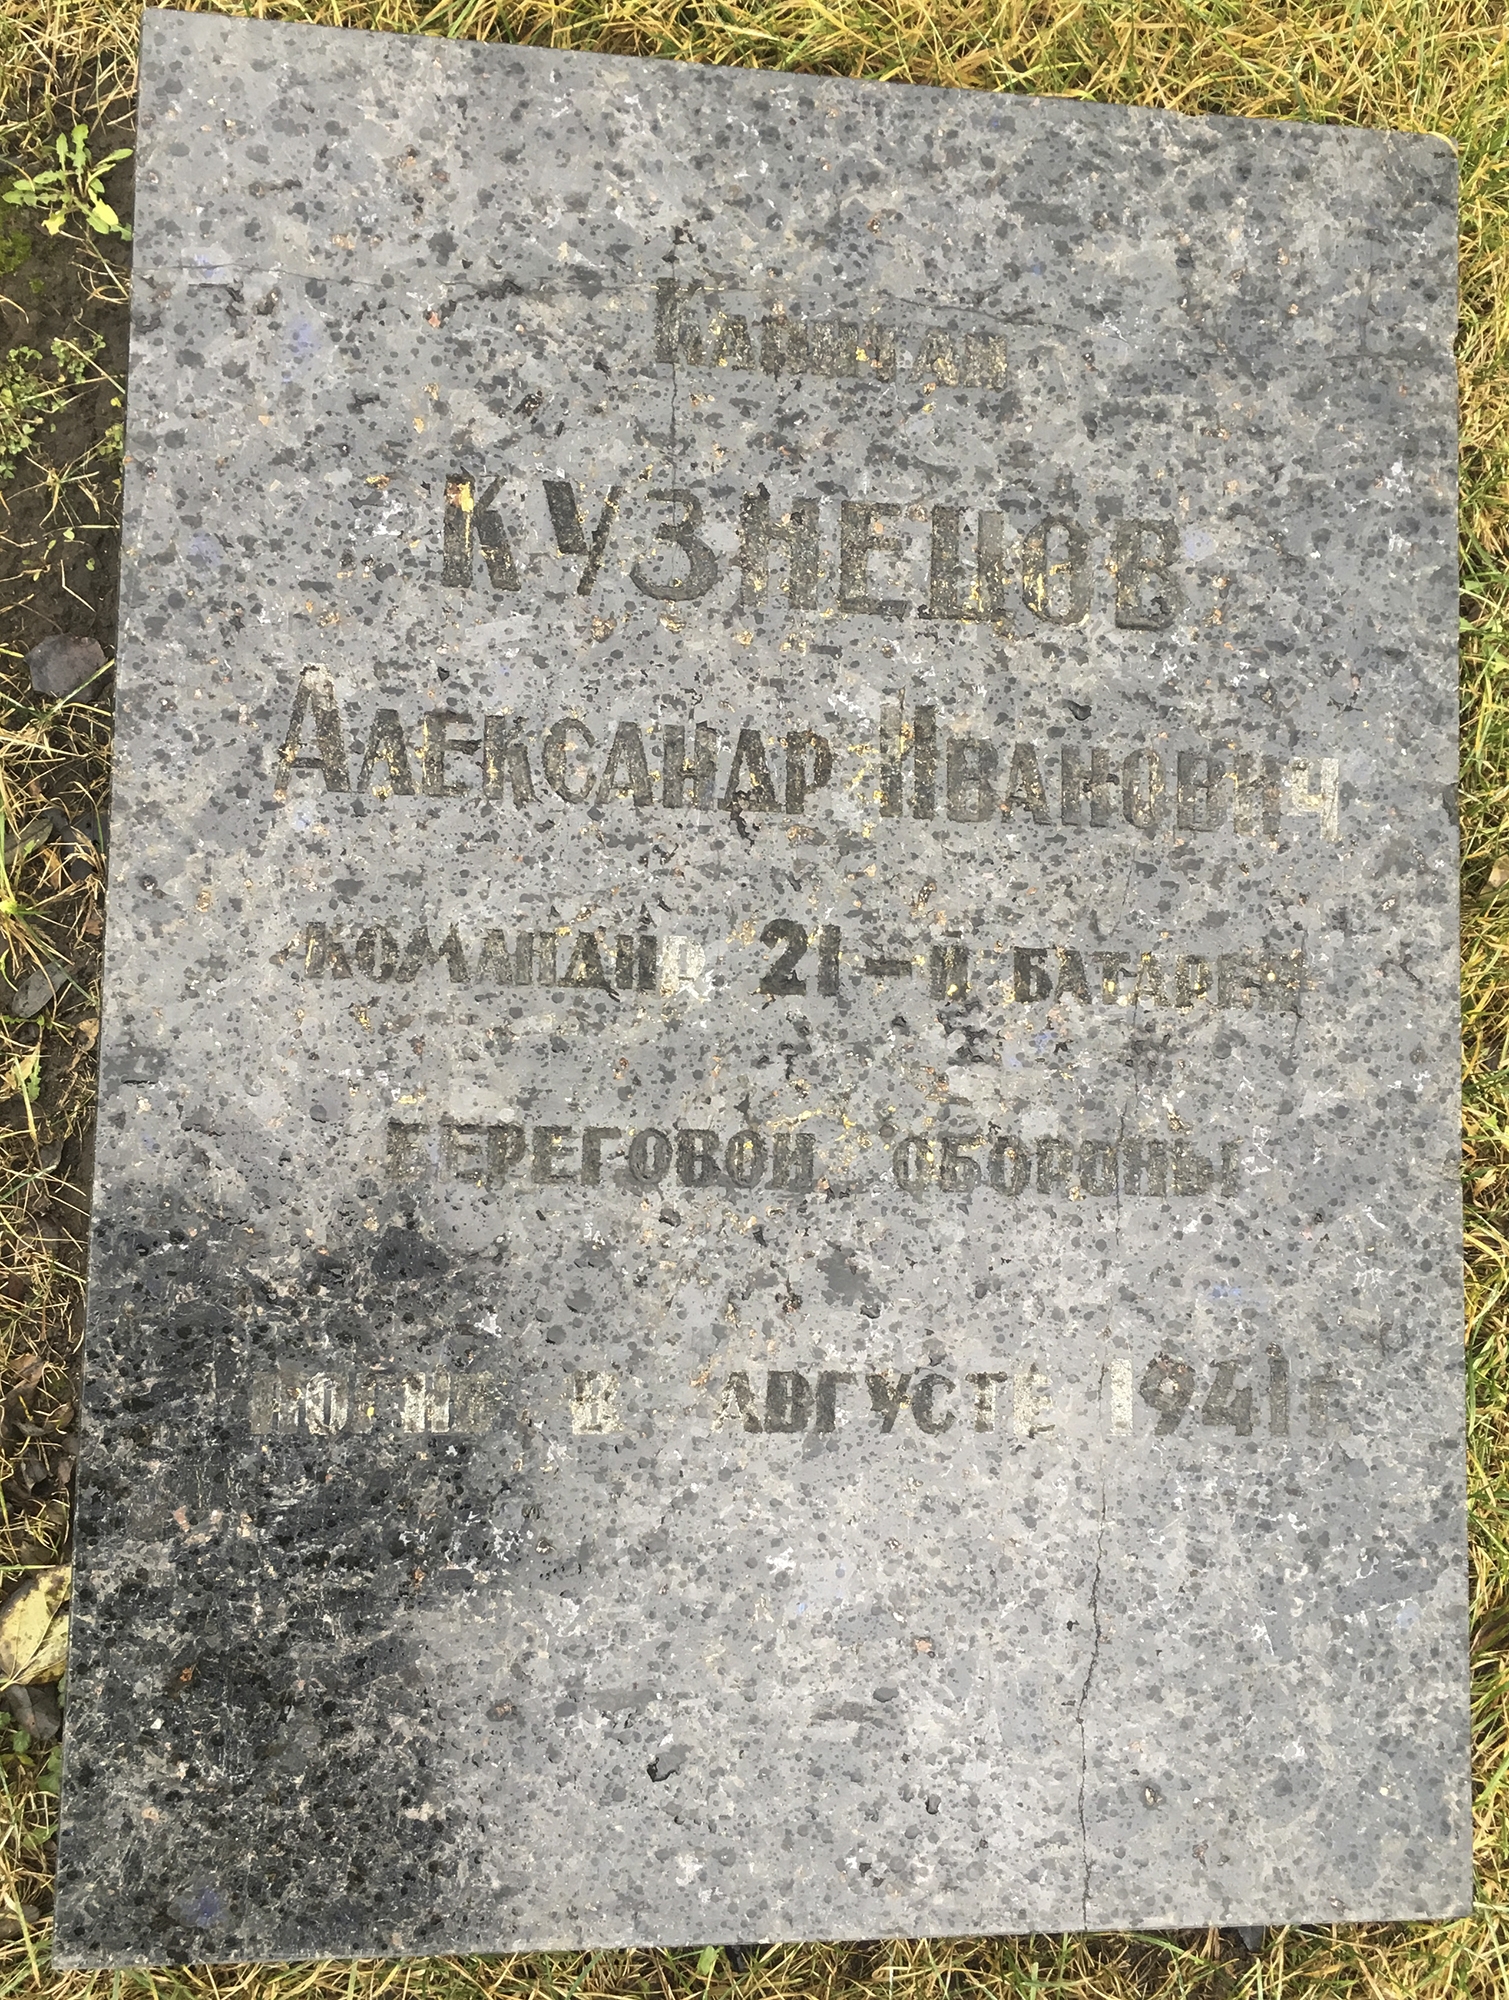 Капитан
КУЗНЕЦОВ
Александр Иванович
командир 21-й батареи
береговой обороны
погиб в августе 1941 г.